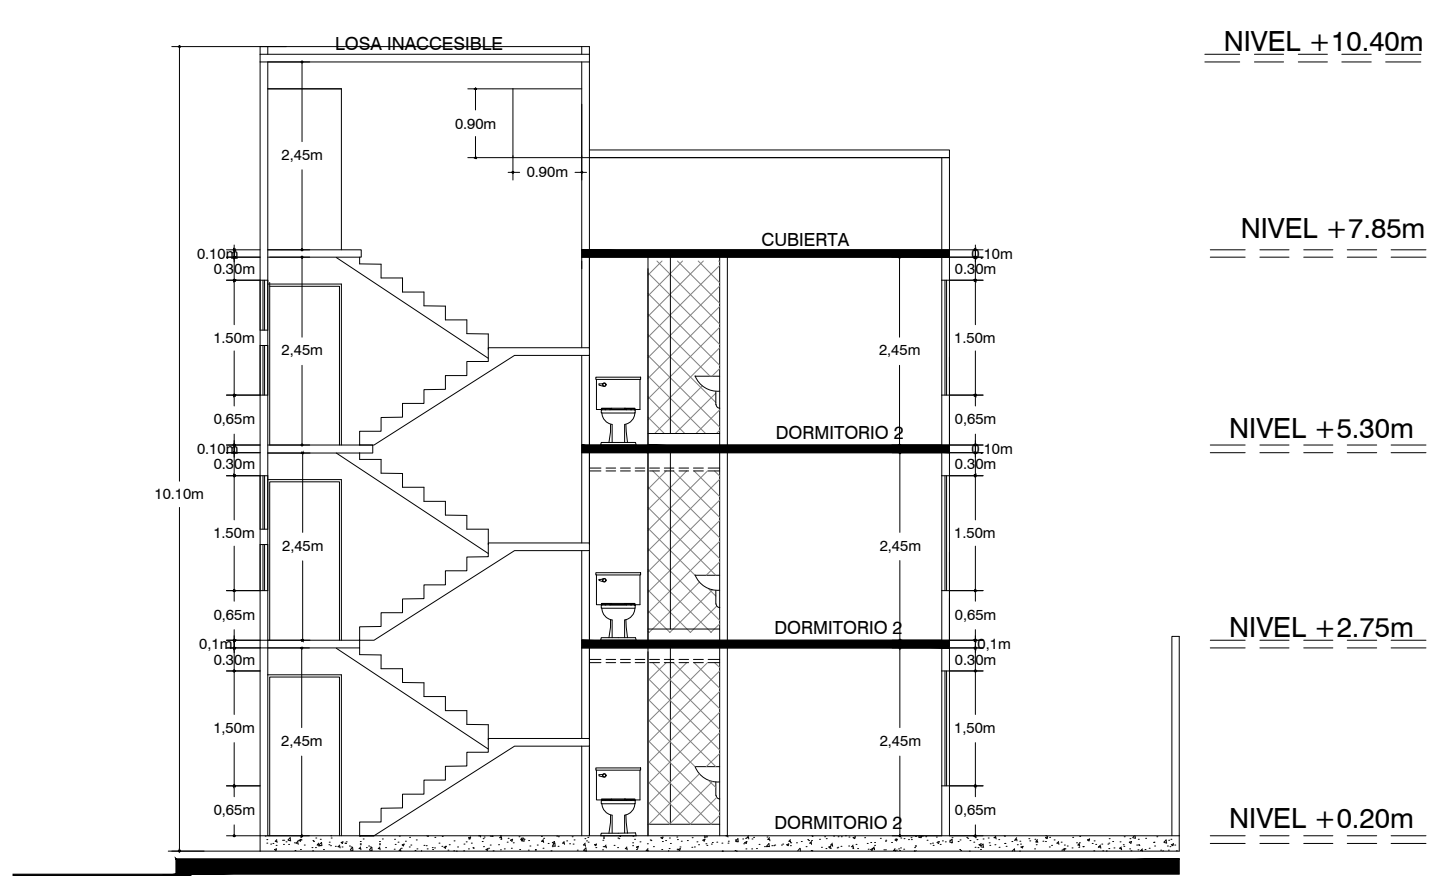 LOSA INACCESIBLE
NIVEL +10.40m
0.90m
2,45m
0.90m
NIVEL +7.85m
CUBIERTA
0.10m
0.10m
0.30m
0.30m
1.50m
1.50m
2,45m
2,45m
0,65m
0,65m
NIVEL +5.30m
DORMITORIO 2
0.10m
0.10m
0.30m
0.30m
10.10m
1.50m
1.50m
2,45m
2,45m
0,65m
0,65m
NIVEL +2.75m
DORMITORIO 2
0,1m
0,1m
0.30m
0.30m
1,50m
1,50m
2,45m
2,45m
0,65m
0,65m
NIVEL +0.20m
DORMITORIO 2